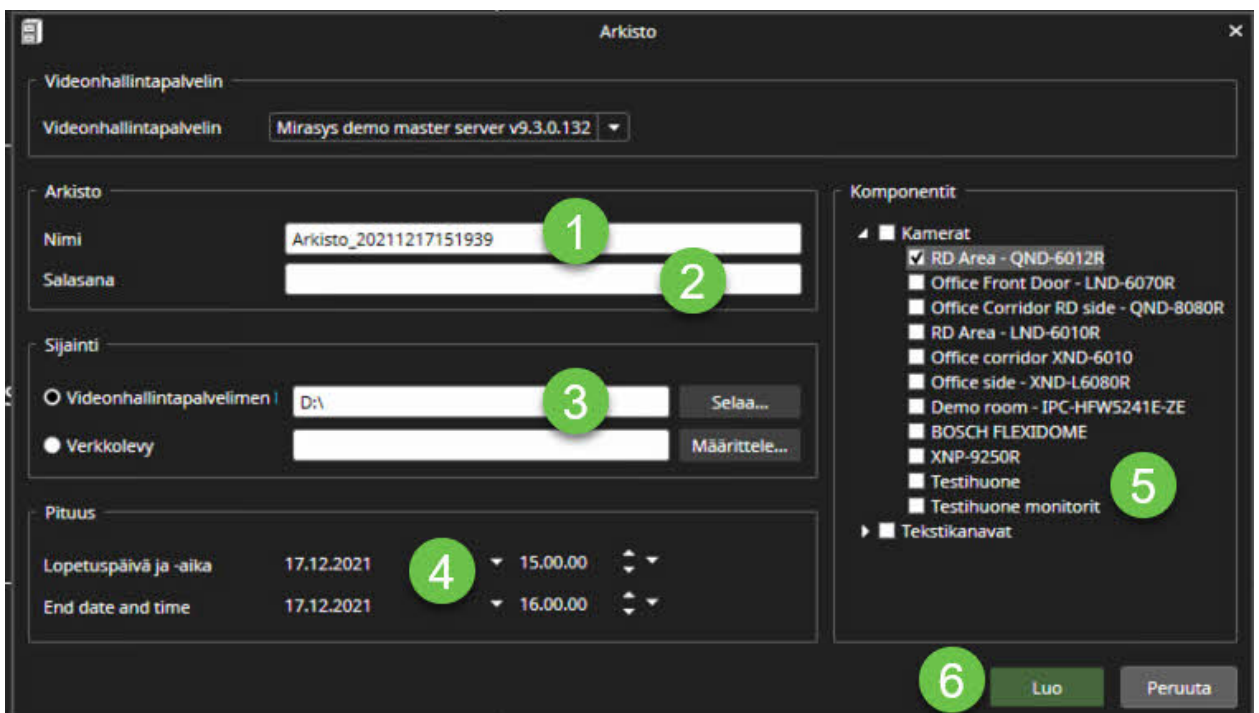 Arkisto
Videonhallintapalvelin
Videonhallintapalvelin Mirasys demo master server v9.3.0.132
Arkisto
Nimi Arkisto_20211217151939 1
Salasana 2
Sijainti
Videonhallintapalvelimen D:\ 3 Selaa...
Verkkolevy Määrittele...
Pituus
Lopetuspäivä ja -aika 17.12.2021 4 15.00.00
End date and time 17.12.2021 16.00.00
Komponentit
Kamerat
RD Area - QND-6012R
Office Front Door - LND-6070R
Office Corridor RD side - QND-8080R
RD Area - LND-6010R
Office corridor XND-6010
Office side - XND-L6080R
Demo room - IPC-HFW5241E-ZE
BOSCH FLEXIDOME
XNP-9250R
Testihuone 5
Testihuone monitorit
Tekstikanavat
6 Luo Peruuta